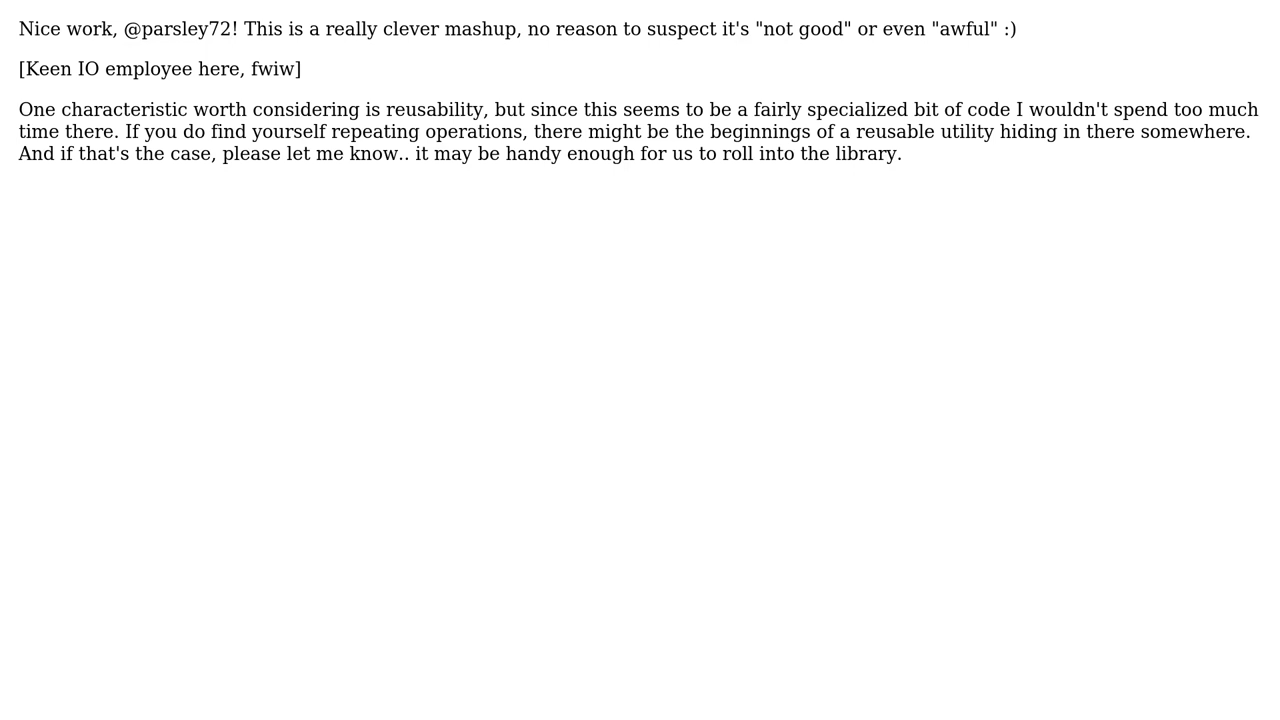 Nice work, @parsley72! This is a really clever mashup, no reason to suspect it's "not good" or even "awful" :)
[Keen IO employee here, fwiw]
One characteristic worth considering is reusability, but since this seems to be a fairly specialized bit of code I wouldn't spend too much
time there. If you do find yourself repeating operations, there might be the beginnings of a reusable utility hiding in there somewhere.
And if that's the case, please let me know.. it may be handy enough for us to roll into the library.